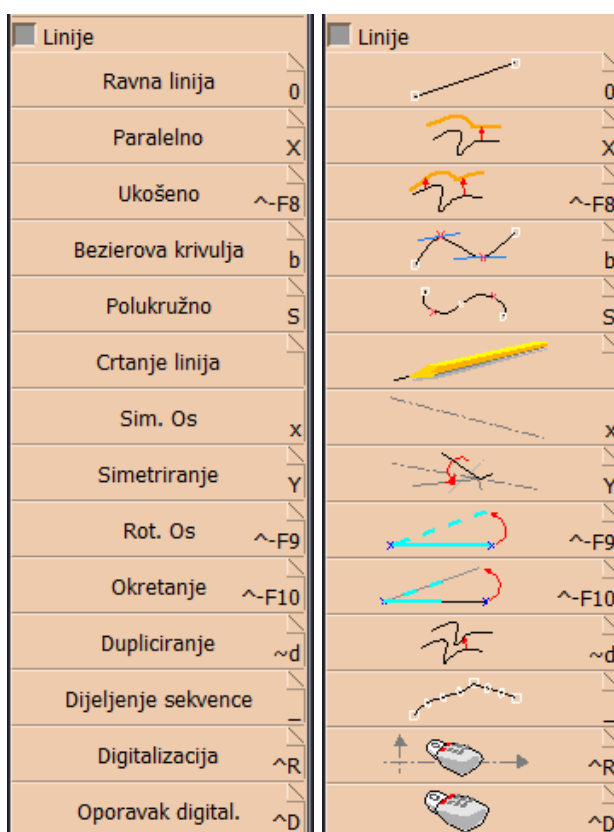 Linije
Ravna linija 0
Paralelno X
Ukošeno ^-F8
Bezierova krivulja b
Polukružno S
Crtanje linija
Sim. Os x
Simetriranje Y
Rot. Os ^-F9
Okretanje ^-F10
Dupliciranje ~d
Dijeljenje sekvence _
Digitalizacija ^R
Oporavak digital. ^D
Linije
0
X
^-F8
b
S
x
Y
^-F9
^-F10
~d
_
^R
^D